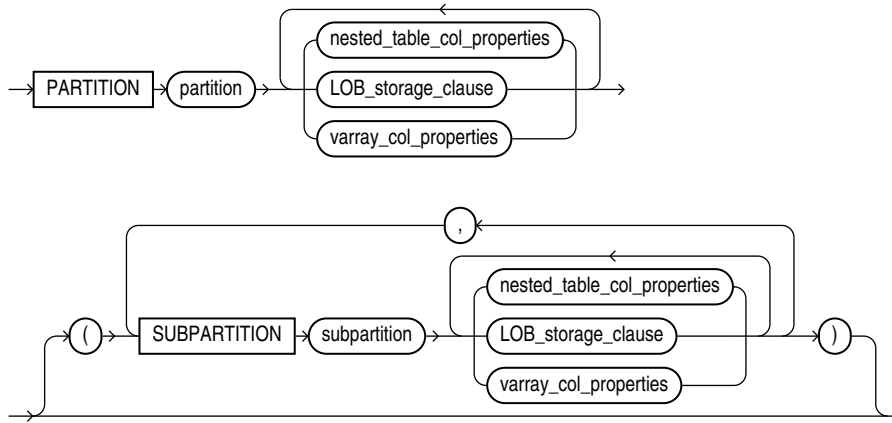 nested_table_col_properties
PARTITION partition LOB_storage_clause
varray_col_properties
,
nested_table_col_properties
( SUBPARTITION subpartition LOB_storage_clause )
varray_col_properties